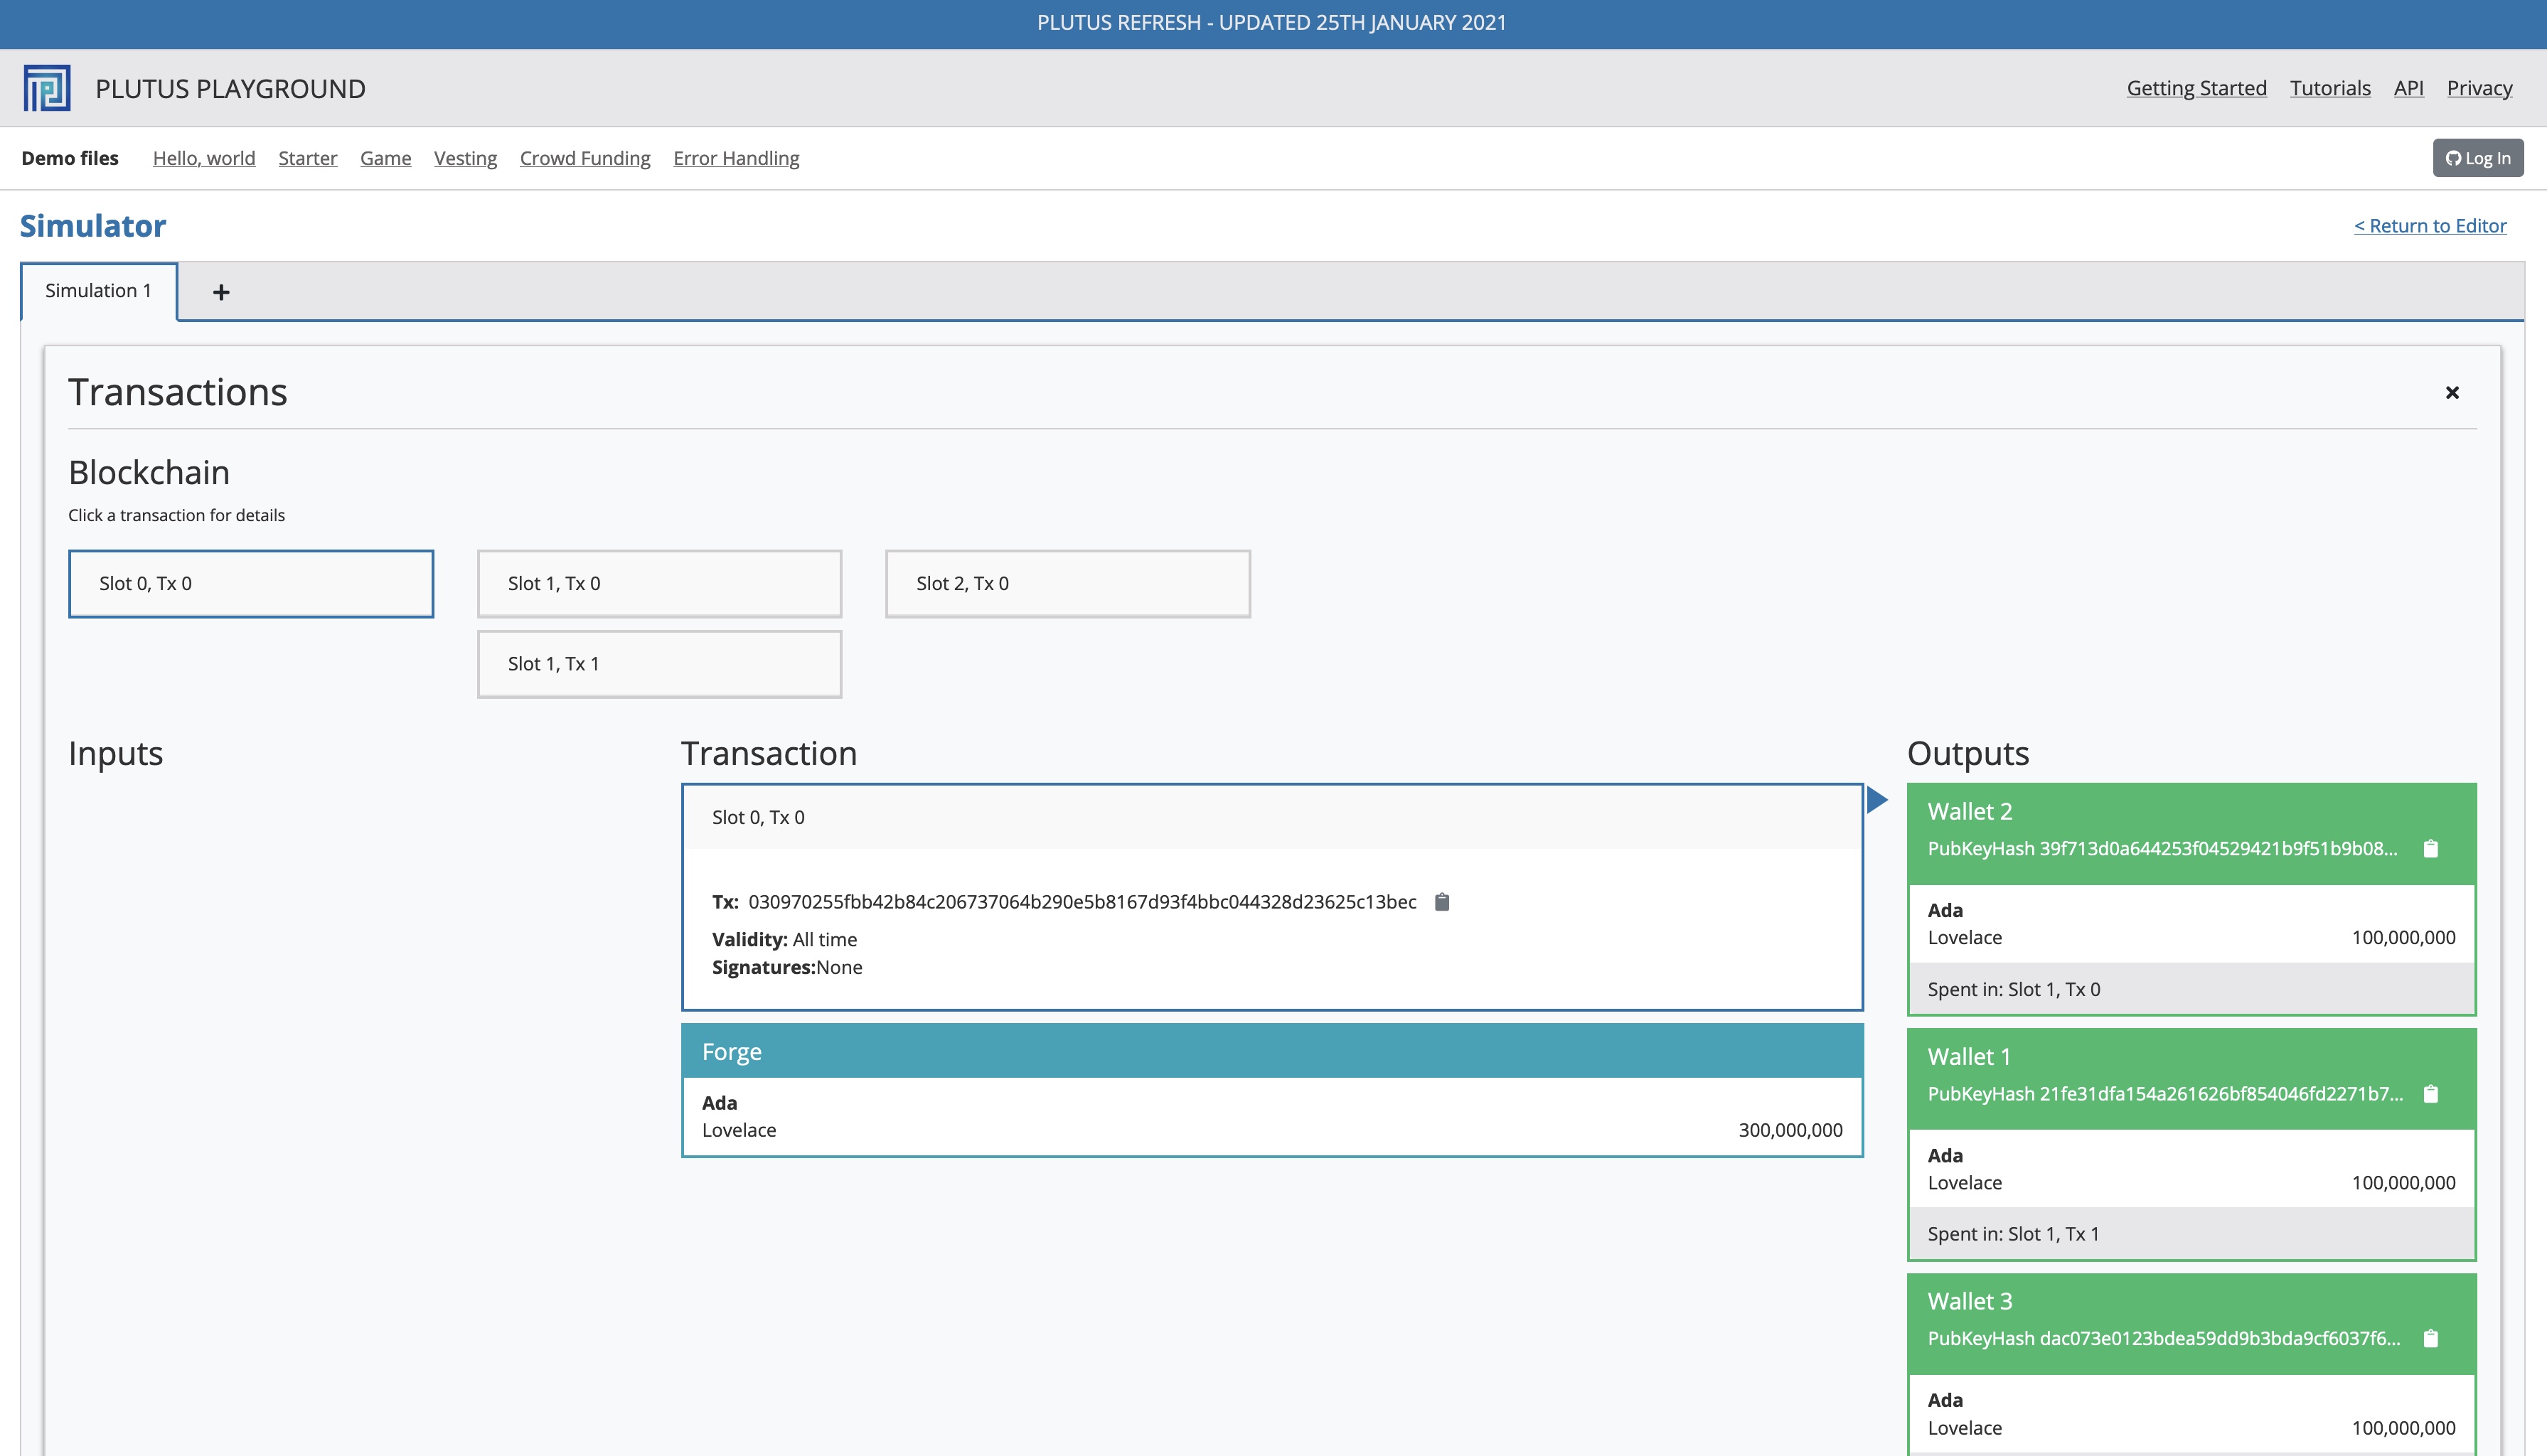 PLUTUS REFRESH - UPDATED 25TH JANUARY 2021
PLUTUS PLAYGROUND
Getting Started Tutorials API Privacy
Demo files Hello, world Starter Game Vesting Crowd Funding Error Handling
Log In
Simulator
< Return to Editor
Simulation 1
Transactions
Blockchain
Click a transaction for details
Slot 0, Tx 0
Slot 1, Tx 0
Slot 2, Tx 0
Slot 1, Tx 1
Inputs
Transaction
Slot 0, Tx 0
Tx: 030970255fbb42b84c206737064b290e5b8167d93f4bbc044328d23625c13bec
Validity: All time
Signatures:None
Forge
Ada
Lovelace 300,000,000
Outputs
Wallet 2
PubKeyHash 39f713d0a644253f04529421b9f51b9b08...
Ada
Lovelace 100,000,000
Spent in: Slot 1, Tx 0
Wallet 1
PubKeyHash 21fe31dfa154a261626bf854046fd2271b7...
Ada
Lovelace 100,000,000
Spent in: Slot 1, Tx 1
Wallet 3
PubKeyHash dac073e0123bdea59dd9b3bda9cf6037f6...
Ada
Lovelace 100,000,000